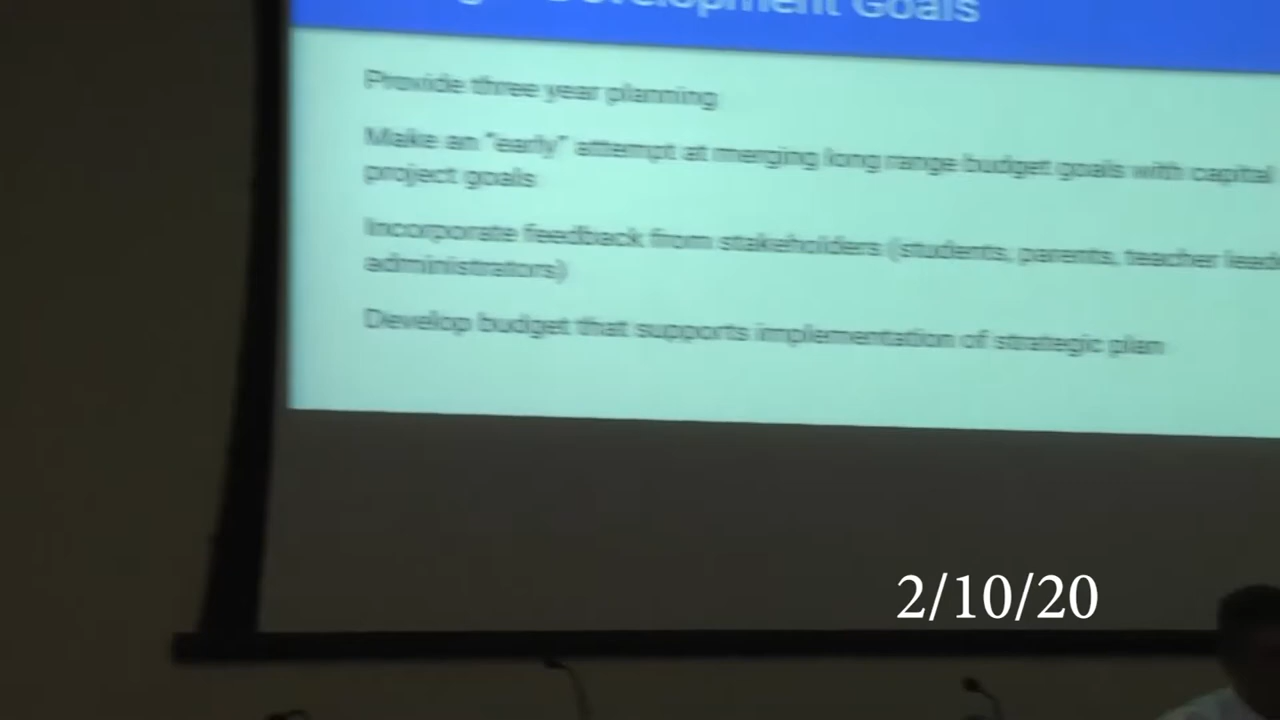 Development Goals
Provide three year planning
Make an "early" attempt at merging long range budget goals with capital
project goals
Incorporate feedback from stakeholders (students, parents, teacher
administrators)
Develop budget that supports implementation of strategic plan
2/10/20